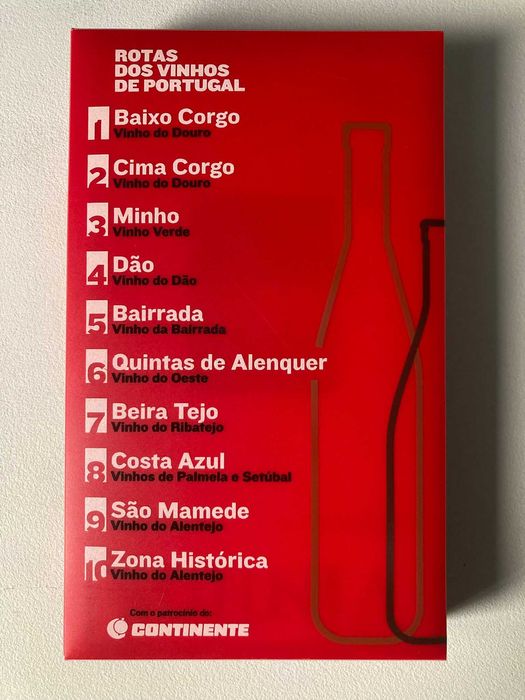 ROTAS
DOS VINHOS
DE PORTUGAL
1 Baixo Corgo
Vinho do Douro
2 Cima Corgo
Vinho do Douro
3 Minho
Vinho Verde
4 Dão
Vinho do Dão
5 Bairrada
Vinho da Bairrada
6 Quintas de Alenquer
Vinho do Oeste
7 Beira Tejo
Vinho do Ribatejo
8 Costa Azul
Vinhos de Palmela e Setúbal
9 São Mamede
Vinho do Alentejo
10 Zona Histórica
Vinho do Alentejo
Com o patrocínio do:
CONTINENTE